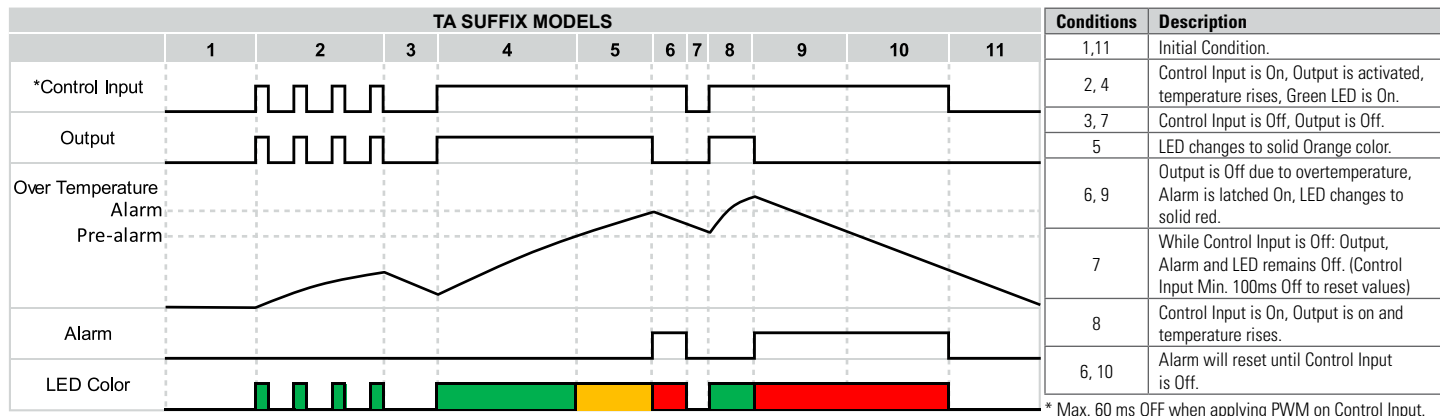 TA SUFFIX MODELS
1 2 3 4 5 6 7 8 9 10 11
*Control Input
Output
Over Temperature
Alarm
Pre-alarm
Alarm
LED Color
Conditions Description
1,11 Initial Condition.
2, 4 Control Input is On, Output is activated,
temperature rises, Green LED is On.
3, 7 Control Input is Off, Output is Off.
5 LED changes to solid Orange color.
6, 9 Output is Off due to overtemperature,
Alarm is latched On, LED changes to
solid red.
7 While Control Input is Off: Output,
Alarm and LED remains Off. (Control
Input Min. 100ms Off to reset values)
8 Control Input is On, Output is on and
temperature rises.
6, 10 Alarm will reset until Control Input
is Off.
* Max. 60 ms OFF when applying PWM on Control Input.